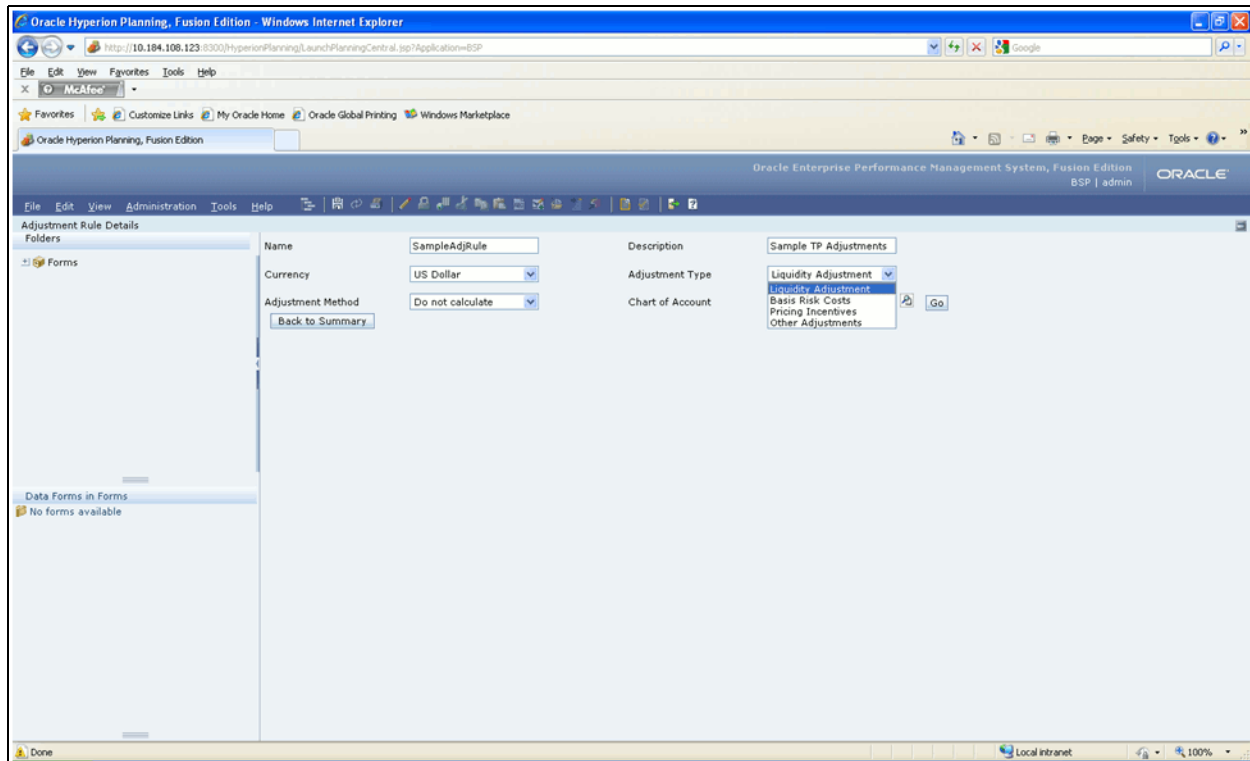 Oracle Hyperion Planning, Fusion Edition - Windows Internet Explorer
http://10.184.108.123:8300/HyperionPlanning/LaunchPlanningCentral.jsp?Application=BSP
Google
File Edit View Favorites Tools Help
X McAfee
Favorites Customize Links My Oracle Home Oracle Global Printing Windows Marketplace
Oracle Hyperion Planning, Fusion Edition
Page Safety Tools »
Oracle Enterprise Performance Management System, Fusion Edition
BSP | admin
ORACLE
File Edit View Administration Tools Help
Adjustment Rule Details
Folders
Forms
Name SampleAdjRule Description Sample TP Adjustments
Currency US Dollar Adjustment Type Liquidity Adjustment
Liquidity Adjustment
Basis Risk Costs
Pricing Incentives
Other Adjustments
Adjustment Method Do not calculate Chart of Account Go
Back to Summary
Data Forms in Forms
No forms available
Done Local intranet 100%